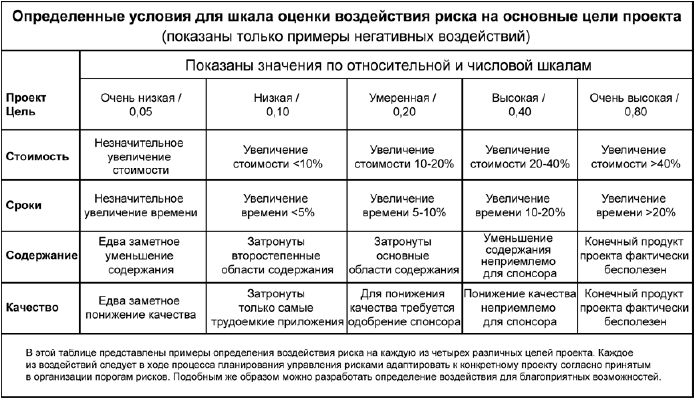 Определенные условия для шкала оценки воздействия риска на основные цели проекта
(показаны только примеры негативных воздействий)
Показаны значения по относительной и числовой шкалам
Проект
Цель
Очень низкая /
0,05
Низкая /
0,10
Умеренная /
0,20
Высокая /
0,40
Очень высокая /
0,80
Стоимость
Незначительное
увеличение
стоимости
Увеличение
стоимости <10%
Увеличение
стоимости 10-20%
Увеличение
стоимости 20-40%
Увеличение
стоимости >40%
Сроки
Незначительное
увеличение времени
Увеличение
времени <5%
Увеличение
времени 5-10%
Увеличение
времени 10-20%
Увеличение
времени >20%
Содержание
Едва заметное
уменьшение
содержания
Затронуты
второстепенные
области содержания
Затронуты
основные
области содержания
Уменьшение
содержания
неприемлемо
для спонсора
Конечный продукт
проекта фактически
бесполезен
Качество
Едва заметное
понижение качества
Затронуты
только самые
трудоемкие приложения
Для понижения
качества требуется
одобрение спонсора
Понижение качества
неприемлемо
для спонсора
Конечный продукт
проекта фактически
бесполезен
В этой таблице представлены примеры определения воздействия риска на каждую из четырех различных целей проекта. Каждое
из воздействий следует в ходе процесса планирования управления рисками адаптировать к конкретному проекту согласно принятым
в организации порогам рисков. Подобным же образом можно разработать определение воздействия для благоприятных возможностей.